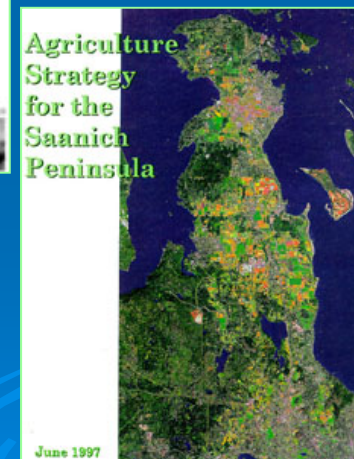 Agriculture
Strategy
for the
Saanich
Peninsula
June 1997